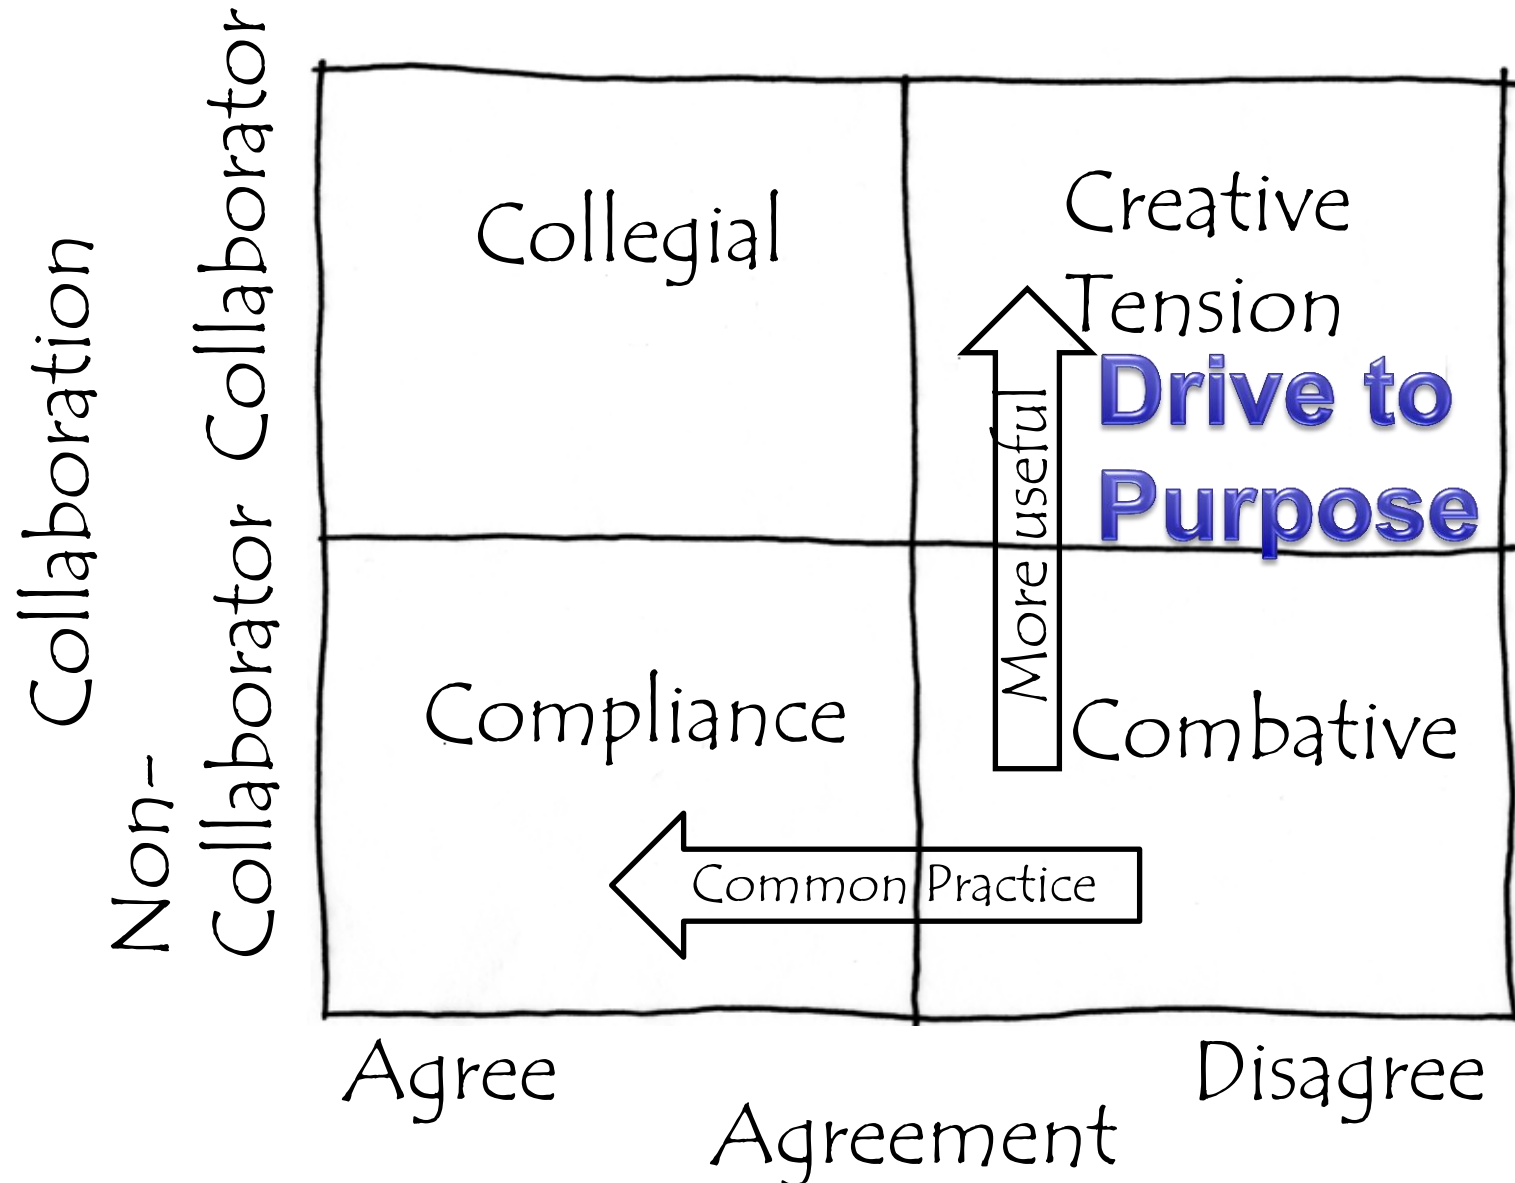 Collaboration
Non-
Collaborator
Collaborator
Collegial
Creative
Tension
Drive to
Purpose
More useful
Compliance
Combative
Common Practice
Agree
Disagree
Agreement